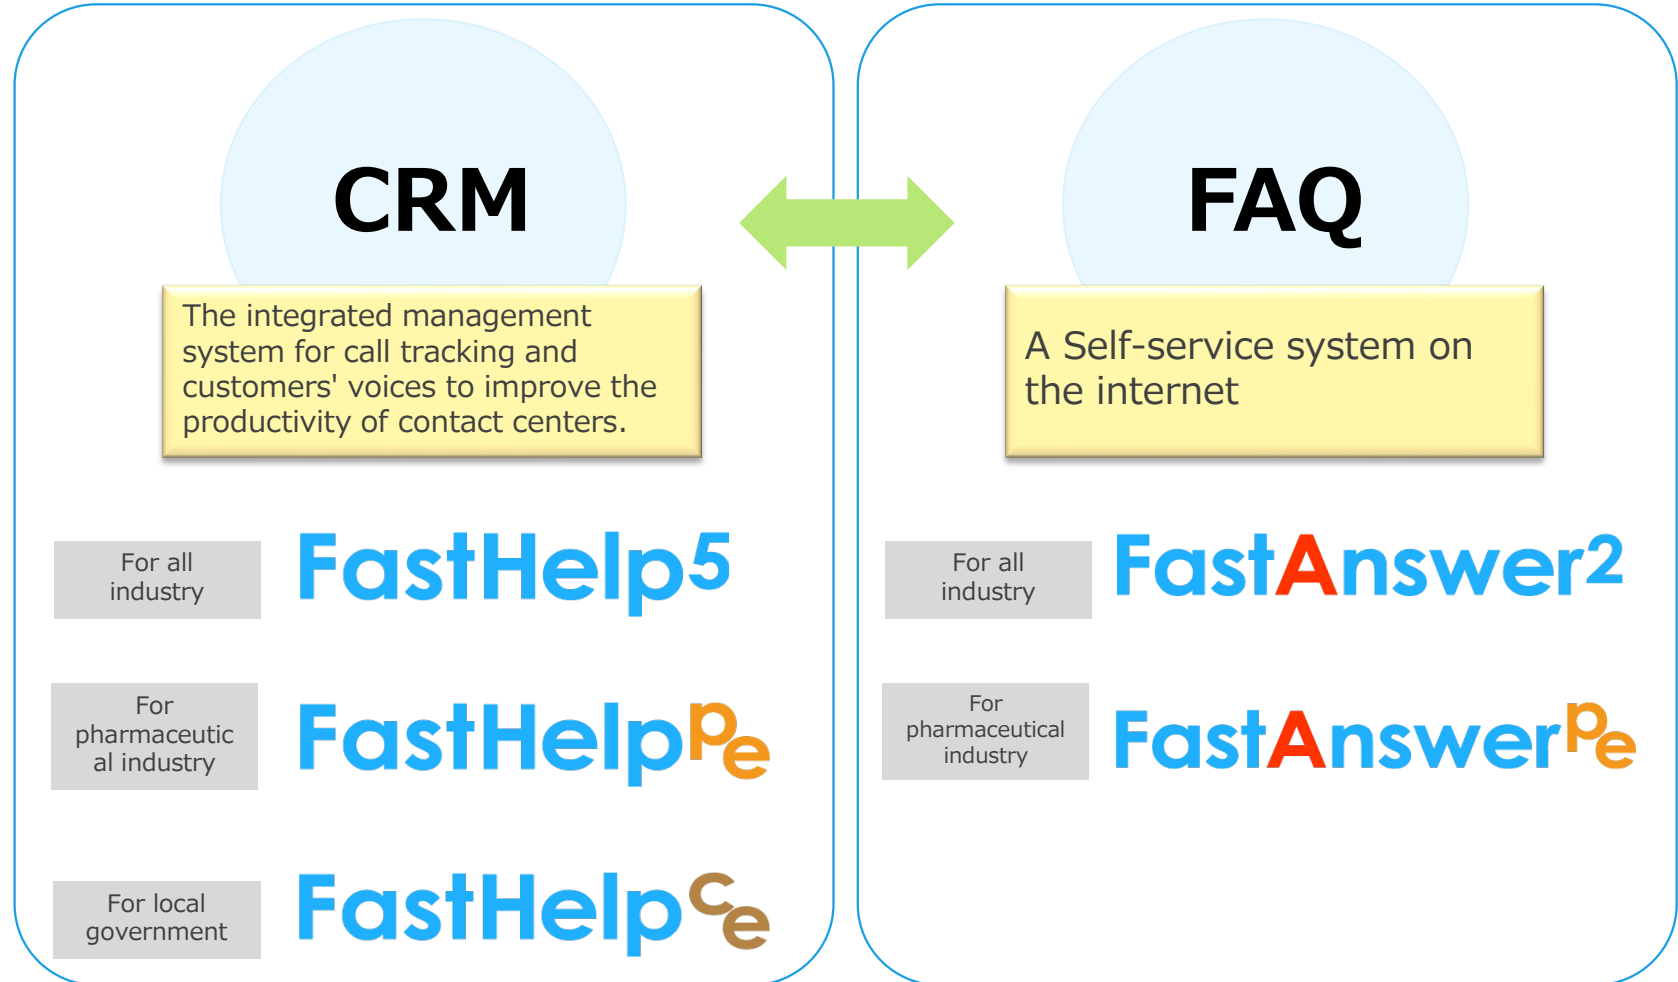 CRM
The integrated management
system for call tracking and
customers' voices to improve the
productivity of contact centers.
For all
industry
FastHelp5
For
pharmaceutic
al industry
FastHelppe
For local
government
FastHelpce
FAQ
A Self-service system on
the internet
For all
industry
FastAnswer2
For
pharmaceutical
industry
FastAnswerpe